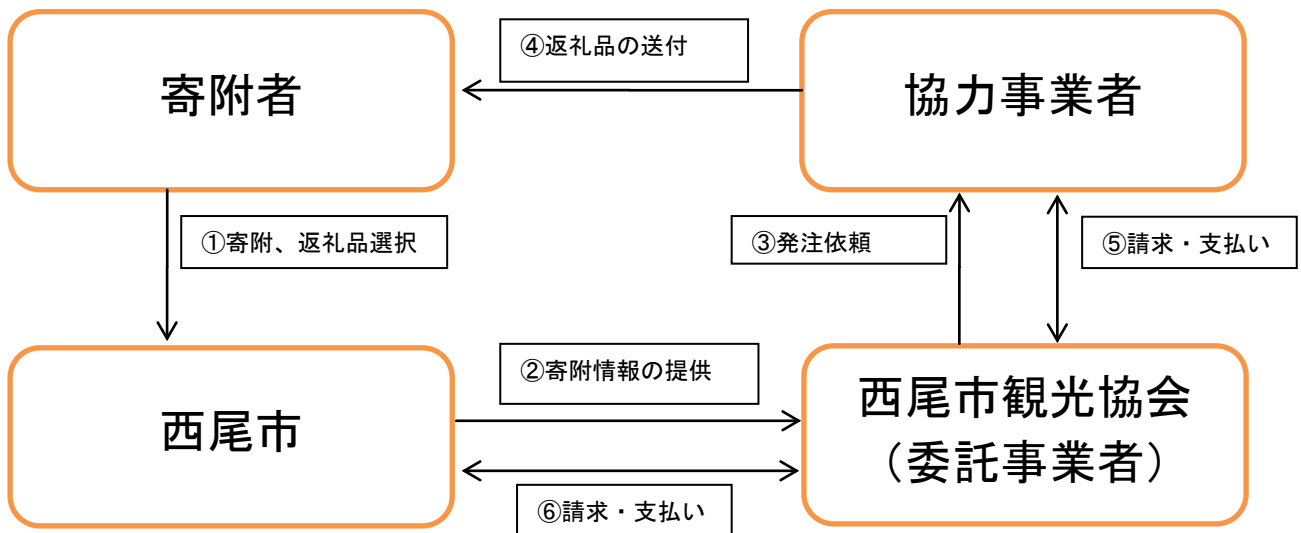 ④返礼品の送付
寄附者
協力事業者
①寄附、返礼品選択
③発注依頼
⑤請求・支払い
②寄附情報の提供
西尾市
西尾市観光協会
（委託事業者）
⑥請求・支払い